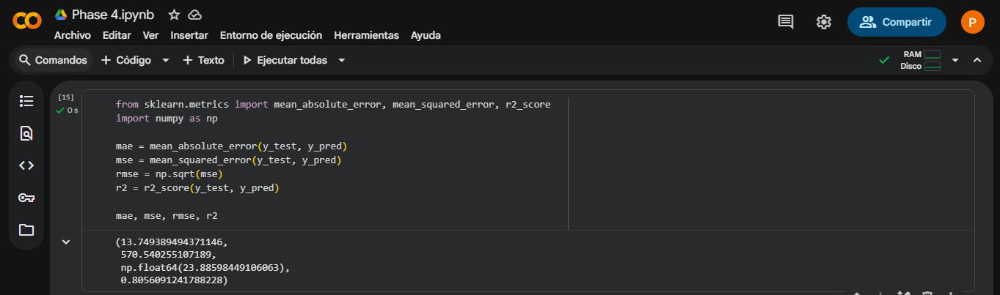 Phase 4.ipynb
Archivo Editar Ver Insertar Entorno de ejecución Herramientas Ayuda
Compartir
P
Comandos + Código + Texto Ejecutar todas
RAM
Disco
[15]
0 s
from sklearn.metrics import mean_absolute_error, mean_squared_error, r2_score
import numpy as np
mae = mean_absolute_error(y_test, y_pred)
mse = mean_squared_error(y_test, y_pred)
rmse = np.sqrt(mse)
r2 = r2_score(y_test, y_pred)
mae, mse, rmse, r2
(13.749389494371146,
570.540255107189,
np.float64(23.88598449106063),
0.8056091241788228)